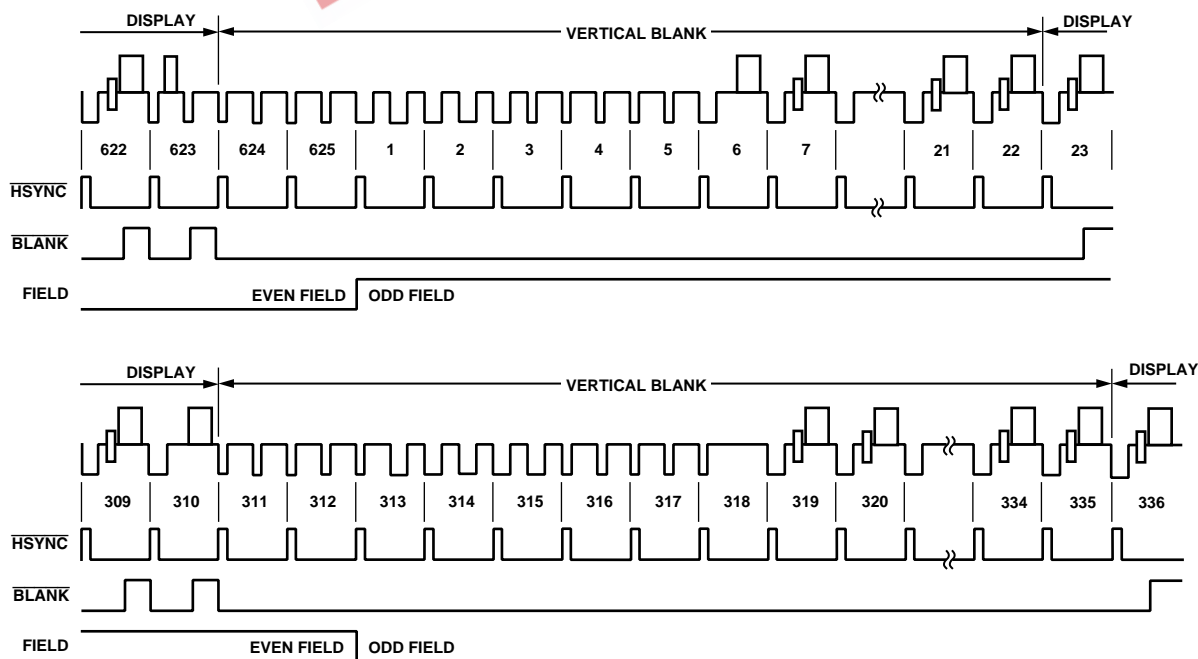 DISPLAY VERTICAL BLANK DISPLAY
622 623 624 625 1 2 3 4 5 6 7 21 22 23
HSYNC
BLANK
FIELD EVEN FIELD ODD FIELD
DISPLAY VERTICAL BLANK DISPLAY
309 310 311 312 313 314 315 316 317 318 319 320 334 335 336
HSYNC
BLANK
FIELD EVEN FIELD ODD FIELD